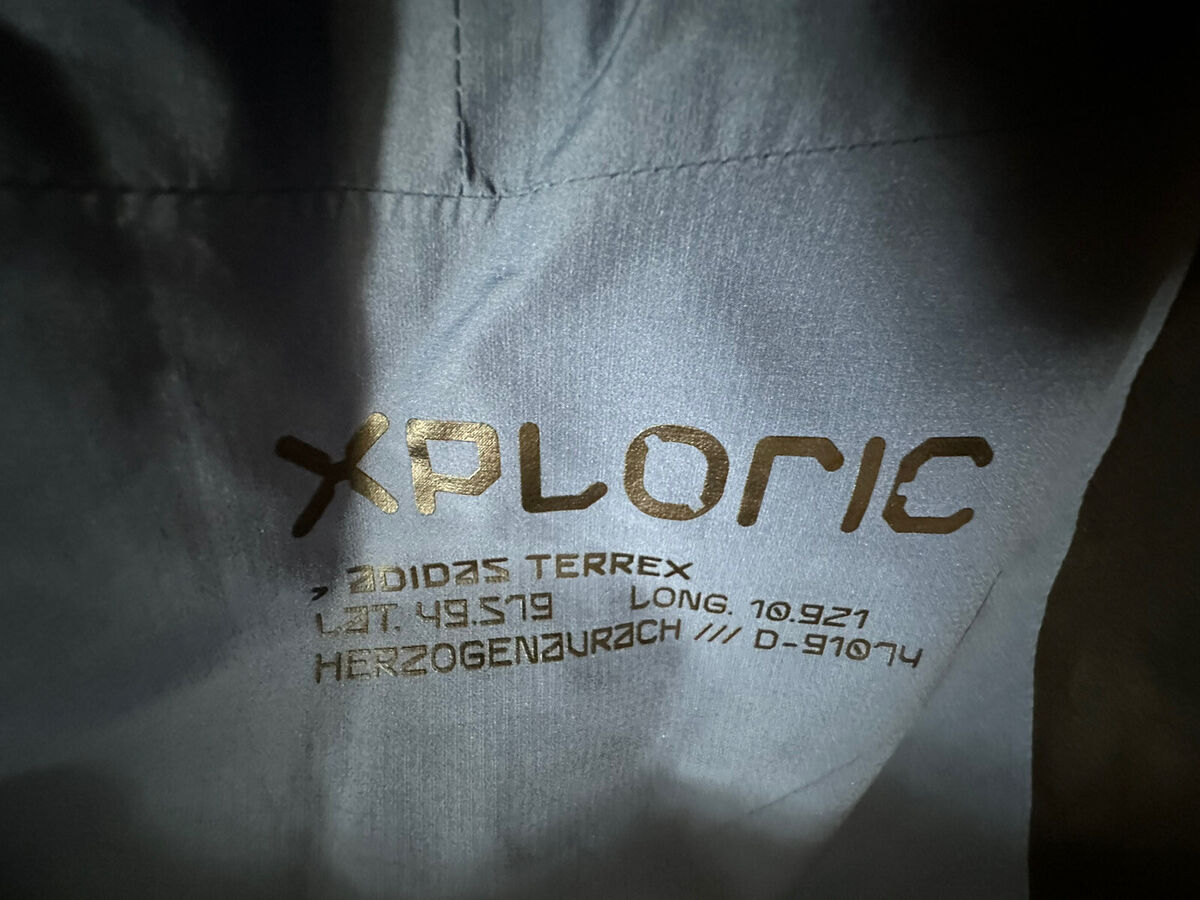 XPLORIC
, adidas TERREX
LaT. 49.579 LONG. 10.921
HERZOGENaURaCH /// D-91074